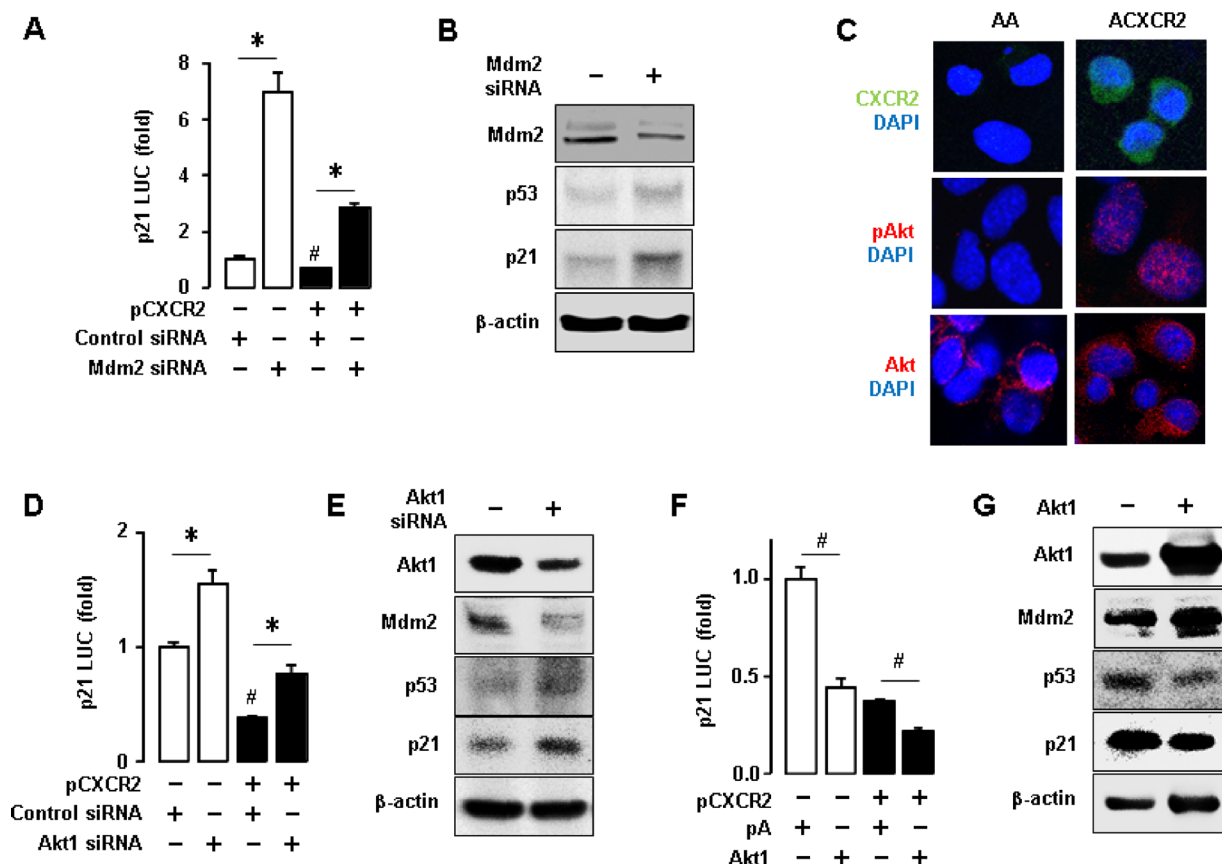 A
*
*
#
p21 LUC (fold)
8
6
4
2
0
pCXCR2 – – + +
Control siRNA + – + –
Mdm2 siRNA – + – +
B
Mdm2
siRNA – +
Mdm2
p53
p21
β-actin
C
AA ACXCR2
CXCR2
DAPI
pAkt
DAPI
Akt
DAPI
D
*
*
#
p21 LUC (fold)
2
1
0
pCXCR2 – – + +
Control siRNA + – + –
Akt1 siRNA – + – +
E
Akt1
siRNA – +
Akt1
Mdm2
p53
p21
β-actin
F
#
#
p21 LUC (fold)
1.0
0.5
0.0
pCXCR2 – – + +
pA + – + –
Akt1 – + – +
G
Akt1 – +
Akt1
Mdm2
p53
p21
β-actin